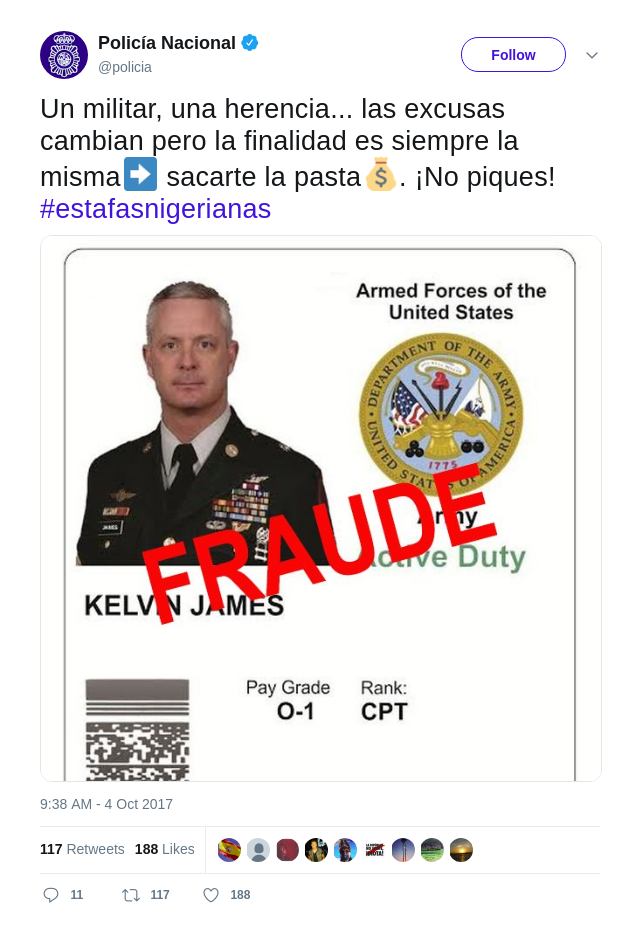 Policía Nacional
@policia
Follow
Un militar, una herencia... las excusas
cambian pero la finalidad es siempre la
misma➡️ sacarte la pasta💰. ¡No piques!
#estafasnigerianas
Armed Forces of the
United States
DEPARTMENT OF THE ARMY
UNITED STATES OF AMERICA
1775
Army
Active Duty
FRAUDE
JAMES
KELVIN JAMES
Pay Grade
O-1
Rank:
CPT
9:38 AM - 4 Oct 2017
117 Retweets 188 Likes
11 117 188